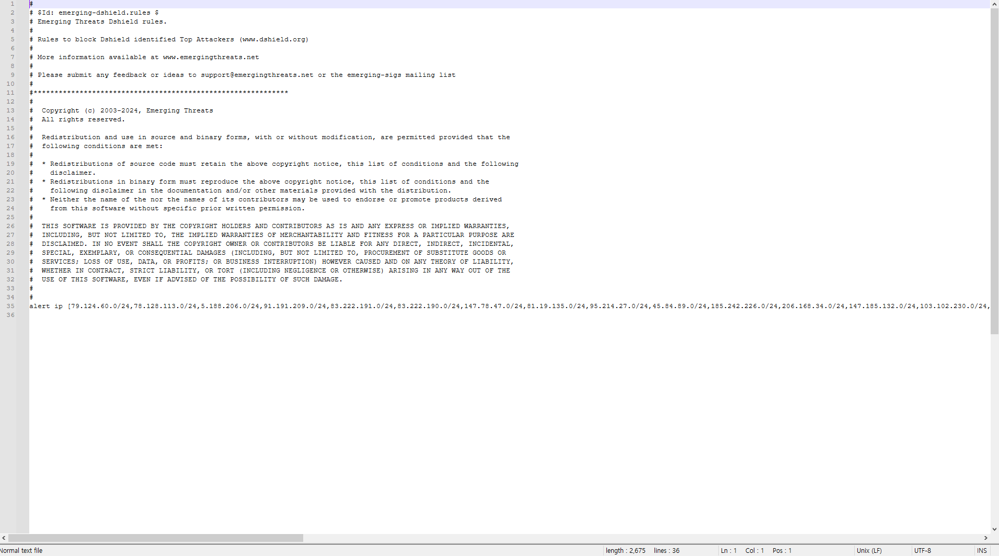 1 #
2 # $Id: emerging-dshield.rules $
3 # Emerging Threats Dshield rules.
4 #
5 # Rules to block Dshield identified Top Attackers (www.dshield.org)
6 #
7 # More information available at www.emergingthreats.net
8 #
9 # Please submit any feedback or ideas to support@emergingthreats.net or the emerging-sigs mailing list
10 #
11 #*************************************************************
12 #
13 #  Copyright (c) 2003-2024, Emerging Threats
14 #  All rights reserved.
15 #
16 #  Redistribution and use in source and binary forms, with or without modification, are permitted provided that the
17 #  following conditions are met:
18 #
19 #  * Redistributions of source code must retain the above copyright notice, this list of conditions and the following
20 #    disclaimer.
21 #  * Redistributions in binary form must reproduce the above copyright notice, this list of conditions and the
22 #    following disclaimer in the documentation and/or other materials provided with the distribution.
23 #  * Neither the name of the nor the names of its contributors may be used to endorse or promote products derived
24 #    from this software without specific prior written permission.
25 #
26 #  THIS SOFTWARE IS PROVIDED BY THE COPYRIGHT HOLDERS AND CONTRIBUTORS AS IS AND ANY EXPRESS OR IMPLIED WARRANTIES,
27 #  INCLUDING, BUT NOT LIMITED TO, THE IMPLIED WARRANTIES OF MERCHANTABILITY AND FITNESS FOR A PARTICULAR PURPOSE ARE
28 #  DISCLAIMED. IN NO EVENT SHALL THE COPYRIGHT OWNER OR CONTRIBUTORS BE LIABLE FOR ANY DIRECT, INDIRECT, INCIDENTAL,
29 #  SPECIAL, EXEMPLARY, OR CONSEQUENTIAL DAMAGES (INCLUDING, BUT NOT LIMITED TO, PROCUREMENT OF SUBSTITUTE GOODS OR
30 #  SERVICES; LOSS OF USE, DATA, OR PROFITS; OR BUSINESS INTERRUPTION) HOWEVER CAUSED AND ON ANY THEORY OF LIABILITY,
31 #  WHETHER IN CONTRACT, STRICT LIABILITY, OR TORT (INCLUDING NEGLIGENCE OR OTHERWISE) ARISING IN ANY WAY OUT OF THE
32 #  USE OF THIS SOFTWARE, EVEN IF ADVISED OF THE POSSIBILITY OF SUCH DAMAGE.
33 #
34 #
35 alert ip [79.124.60.0/24,78.128.113.0/24,5.188.206.0/24,91.191.209.0/24,83.222.191.0/24,83.222.190.0/24,147.78.47.0/24,81.19.135.0/24,95.214.27.0/24,45.84.89.0/24,185.242.226.0/24,206.168.34.0/24,147.185.132.0/24,103.102.230.0/24,
36
Normal text file length : 2,675 lines : 36 Ln : 1 Col : 1 Pos : 1 Unix (LF) UTF-8 INS